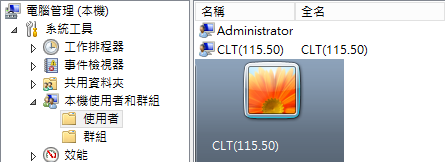 電腦管理 (本機)
系統工具
工作排程器
事件檢視器
共用資料夾
本機使用者和群組
使用者
群組
效能
名稱 全名
Administrator
CLT(115.50) CLT(115.50)
CLT(115.50)